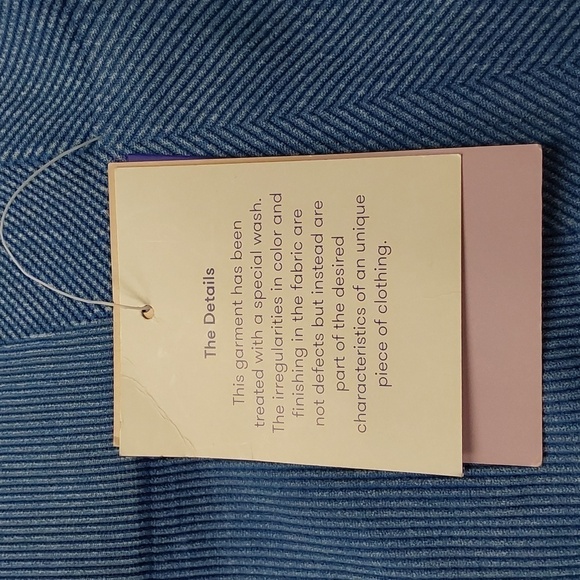 The Details
This garment has been
treated with a special wash.
The irregularities in color and
finishing in the fabric are
not defects but instead are
part of the desired
characteristics of an unique
piece of clothing.